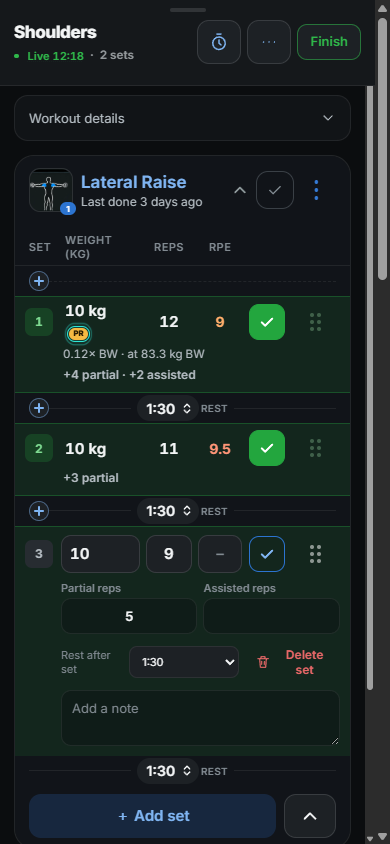 Shoulders
Live 12:18 · 2 sets
...
Finish
Workout details
Lateral Raise
1
Last done 3 days ago
SET WEIGHT (KG) REPS RPE
1 10 kg 12 9
PR
0.12× BW · at 83.3 kg BW
+4 partial · +2 assisted
1:30 REST
2 10 kg 11 9.5
+3 partial
1:30 REST
3 10 9 –
Partial reps Assisted reps
5
Rest after set 1:30 Delete set
Add a note
1:30 REST
+ Add set